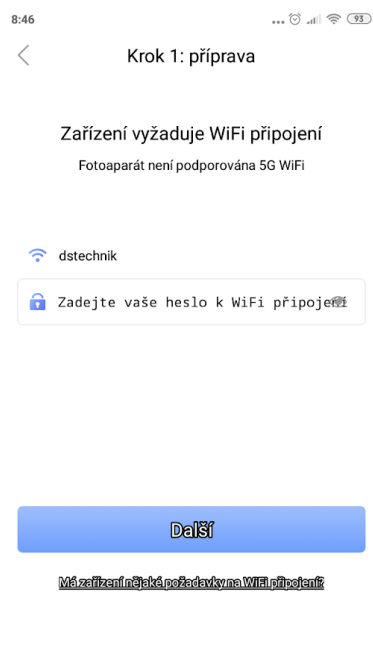 8:46
93
Krok 1: příprava
Zařízení vyžaduje WiFi připojení
Fotoaparát není podporována 5G WiFi
dstechnik
Zadejte vaše heslo k WiFi připojení
Další
Má zařízení nějaké požadavky na WiFi připojení?